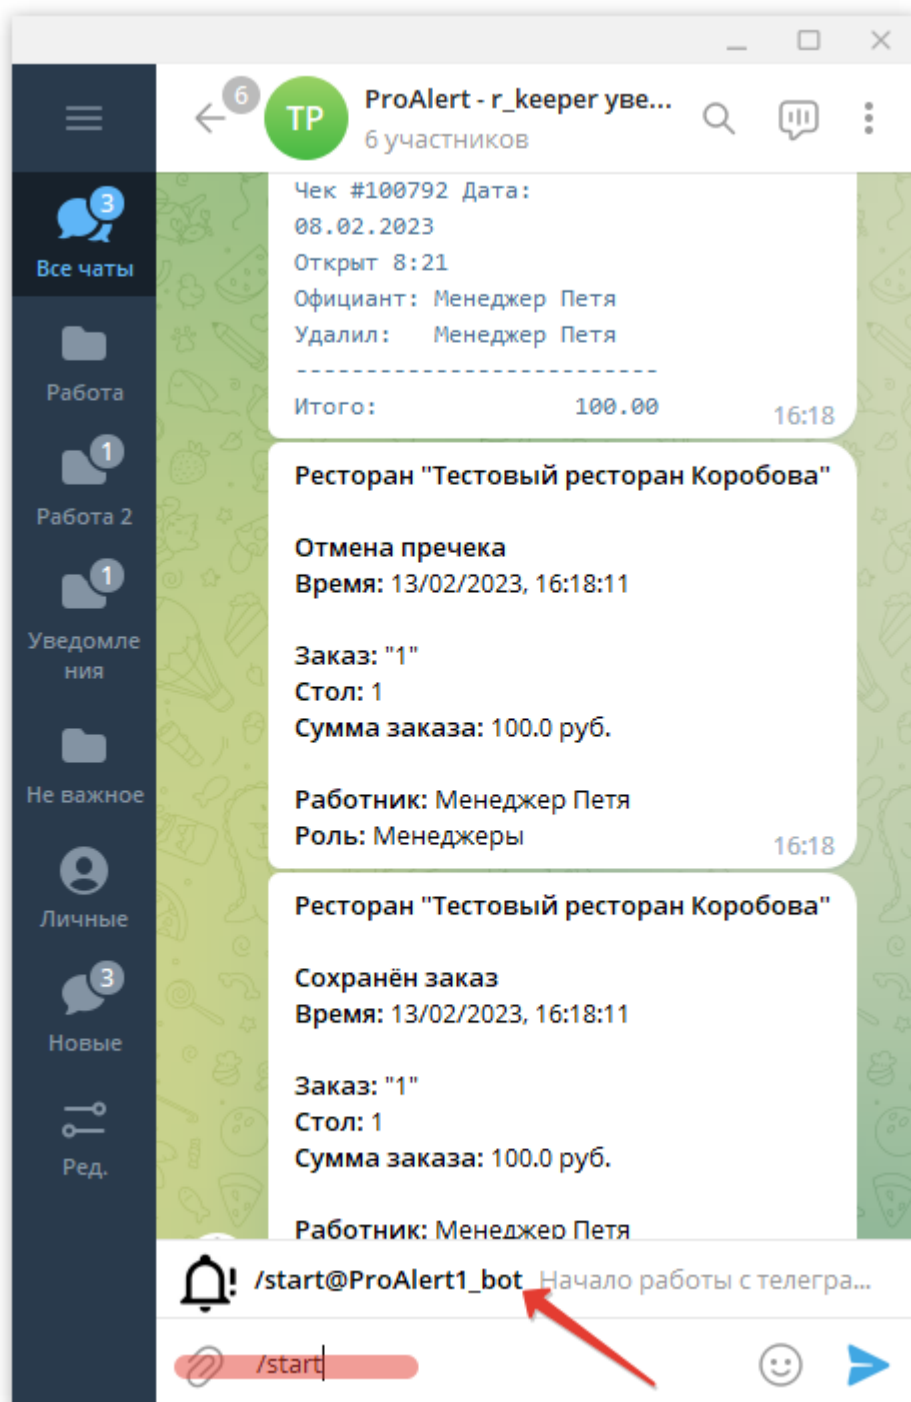 6
TP
ProAlert - r_keeper уве...
6 участников
3
Все чаты
Работа
1
Работа 2
1
Уведомле
ния
Не важное
Личные
3
Новые
Ред.
Чек #100792 Дата:
08.02.2023
Открыт 8:21
Официант: Менеджер Петя
Удалил: Менеджер Петя
--------------------------
Итого: 100.00
16:18
Ресторан "Тестовый ресторан Коробова"
Отмена пречека
Время: 13/02/2023, 16:18:11
Заказ: "1"
Стол: 1
Сумма заказа: 100.0 руб.
Работник: Менеджер Петя
Роль: Менеджеры
16:18
Ресторан "Тестовый ресторан Коробова"
Сохранён заказ
Время: 13/02/2023, 16:18:11
Заказ: "1"
Стол: 1
Сумма заказа: 100.0 руб.
Работник: Менеджер Петя
/start@ProAlert1_bot Начало работы с телегра...
/start